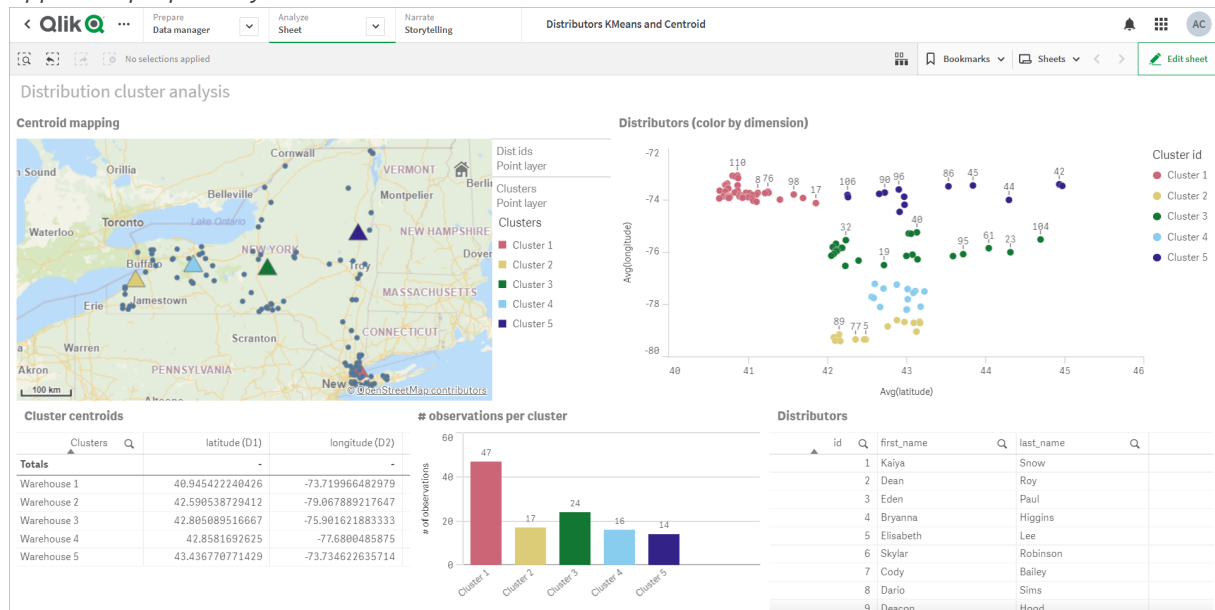 Qlik
Prepare
Data manager
Analyze
Sheet
Narrate
Storytelling
Distributors KMeans and Centroid
AC
No selections applied
Bookmarks
Sheets
Edit sheet
Distribution cluster analysis
Centroid mapping
n Sound
Orillia
Cornwall
VERMONT
Berlin
Belleville
Montpelier
Toronto
Lake Ontario
Waterloo
NEW YORK
NEW HAMPSHIRE
Buffalo
Troy
Dover
Erie
Jamestown
MASSACHUSETTS
Scranton
CONNECTICUT
a
Warren
Akron
PENNSYLVANIA
New
100 km
© OpenStreetMap contributors
Dist ids
Point layer
Clusters
Point layer
Clusters
Cluster 1
Cluster 2
Cluster 3
Cluster 4
Cluster 5
Distributors (color by dimension)
Avg(longitude)
-72
-74
-76
-78
-80
110
8
76
98
17
106
90
96
86
45
44
42
32
40
19
95
61
23
104
89
77
5
40
41
42
43
44
45
46
Avg(latitude)
Cluster id
Cluster 1
Cluster 2
Cluster 3
Cluster 4
Cluster 5
Cluster centroids
Clusters latitude (D1) longitude (D2)
Totals - -
Warehouse 1 40.945422240426 -73.719966482979
Warehouse 2 42.590538729412 -79.067889217647
Warehouse 3 42.805089516667 -75.901621883333
Warehouse 4 42.8581692625 -77.6800485875
Warehouse 5 43.436770771429 -73.734622635714
# observations per cluster
# of observations
60
40
20
0
47
17
24
16
14
Cluster 1
Cluster 2
Cluster 3
Cluster 4
Cluster 5
Distributors
id first_name last_name
1 Kaiya Snow
2 Dean Roy
3 Eden Paul
4 Bryanna Higgins
5 Elisabeth Lee
6 Skylar Robinson
7 Cody Bailey
8 Dario Sims
9 Deacon Hood